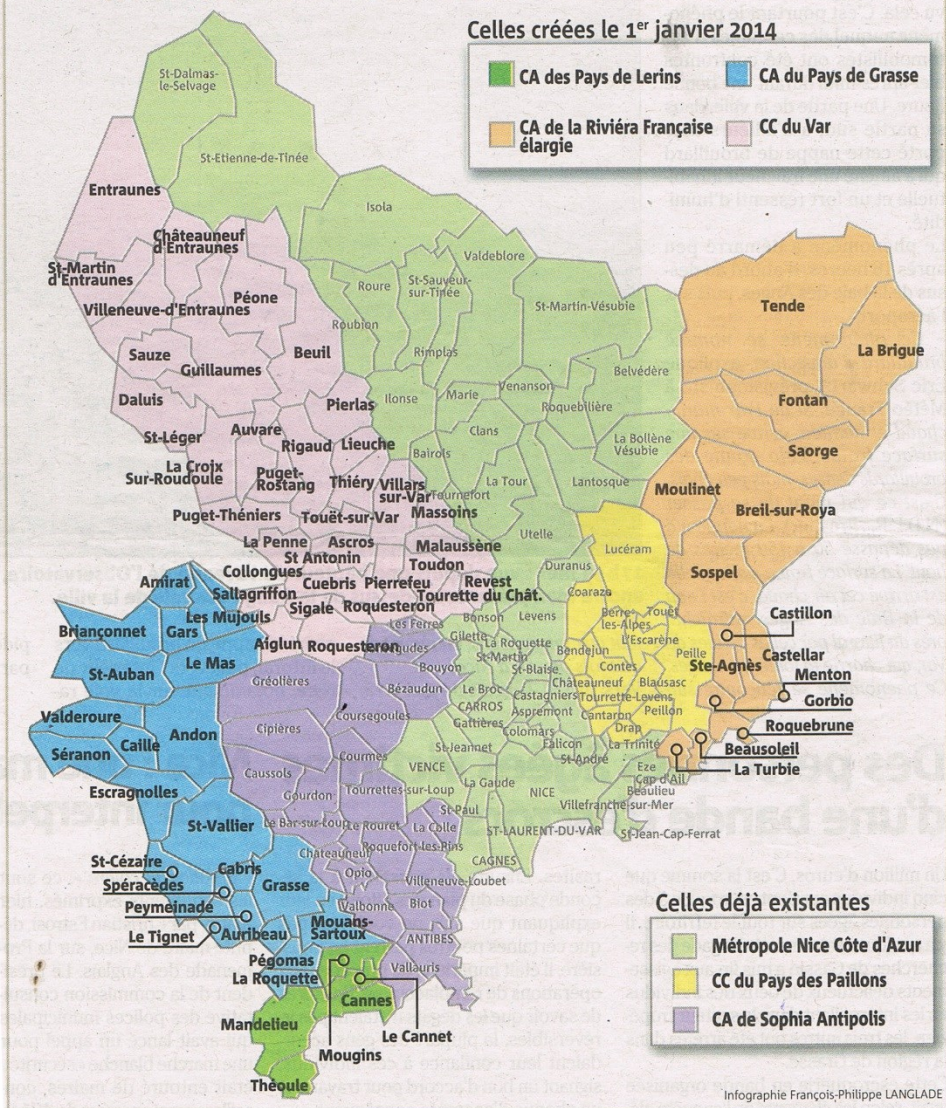 Celles créées le 1er janvier 2014
CA des Pays de Lerins
CA du Pays de Grasse
CA de la Riviéra Française
élargie
CC du Var
St-Dalmas-
le-Selvage
St-Etienne-de-Tinée
Entraunes
Isola
Châteauneuf
d'Entraunes
Valdeblore
St-Martin
d'Entraunes
Roure
St-Sauveur-
sur-Tinée
Péone
Villeneuve-d'Entraunes
St-Martin-Vésubie
Tende
Roubion
Sauze
Beuil
Rimplas
La Brigue
Guillaumes
Belvédère
Daluis
Pierlas
Ilonse
Marie
Venanson
Roquebilière
Fontan
St-Léger
Auvare
Rigaud
Lieuche
Clans
Bairols
La Bollène
Vésubie
Saorge
La Croix
Sur-Roudoule
Puget-
Rostang
Thiéry
Villars
sur-Var
La Tour
Lantosque
Moulinet
Tournefort
Massoins
Breil-sur-Roya
Puget-Théniers
Touët-sur-Var
Utelle
La Penne
Ascros
St Antonin
Malaussène
Toudon
Lucéram
Duranus
Sospel
Collongues
Amirat
Sallagriffon
Cuebris
Pierrefeu
Revest
Tourette du Chât.
Coaraze
Sigale
Roquesteron
Les Mujouls
Briançonnet
Gars
Les Ferres
Bonson
Levens
Berre-
les-Alpes
Touët
L'Escarène
Castillon
Aiglun
Roquesteron
Gilette
La Roquette
St-Martin
Bendejun
Peille
Castellar
Le Mas
Bouyon
St-Blaise
Contes
Ste-Agnès
St-Auban
Gréolières
Bézaudun
Le Broc
Castagniers
Châteauneuf
Blausasc
Menton
CARROS
Aspremont
Tourrette-Levens
Peillon
Gorbio
Valderoure
Coursegoules
Gattières
Cantaron
Drap
Roquebrune
Andon
Cipières
Colomars
Caille
St-Jeannet
Falicon
La Trinité
Beausoleil
Séranon
Courmes
St-André
La Turbie
Caussols
VENCE
Eze
Cap d'Ail
Escragnolles
Gourdon
Tourrettes-sur-Loup
La Gaude
NICE
Beaulieu
Villefranche-sur-Mer
St-Paul
St-Vallier
Le Bar-sur-Loup
Le Rouret
La Colle
ST-LAURENT-DU-VAR
St-Jean-Cap-Ferrat
Roquefort-les-Pins
Châteauneuf
CAGNES
St-Cézaire
Gabris
Opio
Spéracèdes
Grasse
Villeneuve-Loubet
Peymeinade
Valbonne
Biot
Le Tignet
Auribeau
Mouans-
Sartoux
ANTIBES
Pégomas
La Roquette
Vallauris
Cannes
Mandelieu
Le Cannet
Mougins
Théoule
Celles déjà existantes
Métropole Nice Côte d'Azur
CC du Pays des Paillons
CA de Sophia Antipolis
Infographie François-Philippe LANGLADE